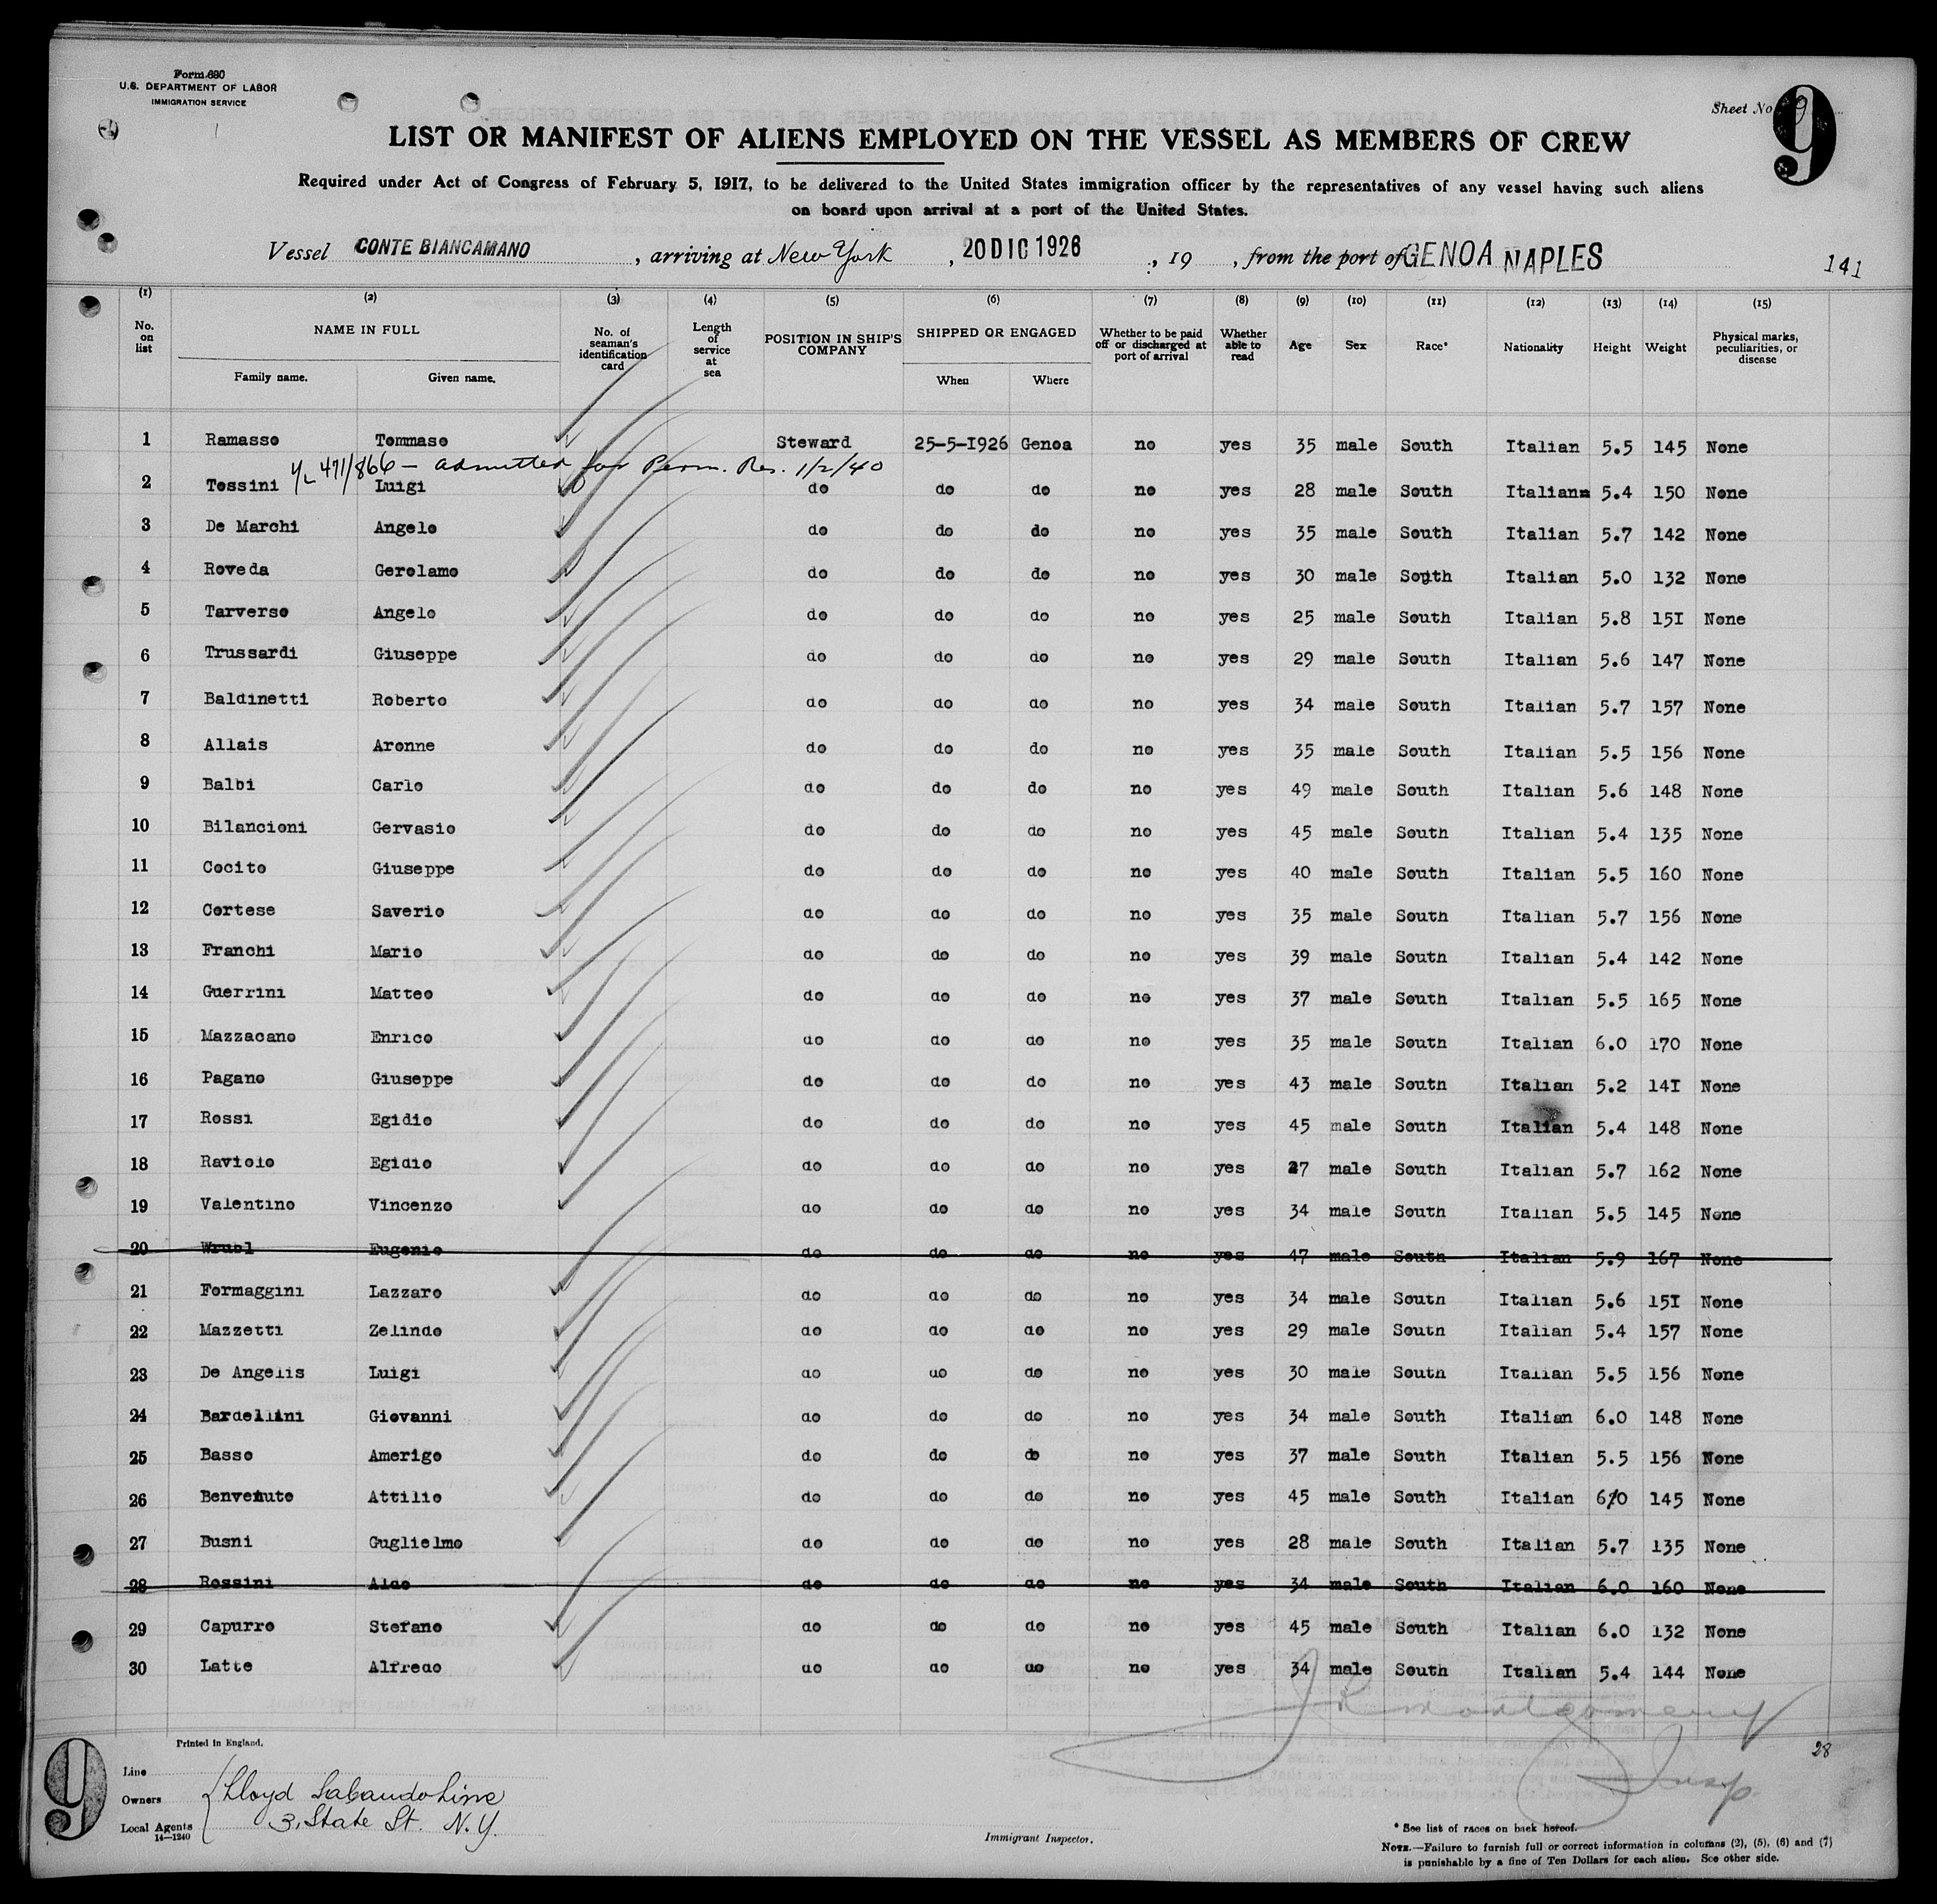 Form 680
U.S. DEPARTMENT OF LABOR
IMMIGRATION SERVICE
Sheet No. 9
9
LIST OR MANIFEST OF ALIENS EMPLOYED ON THE VESSEL AS MEMBERS OF CREW
Required under Act of Congress of February 5, 1917, to be delivered to the United States immigration officer by the representatives of any vessel having such aliens
on board upon arrival at a port of the United States.
Vessel CONTE BIANCAMANO, arriving at New York, 20 DIC 1926, 19 , from the port of GENOA NAPLES
141
(1) (2) (3) (4) (5) (6) (7) (8) (9) (10) (11) (12) (13) (14) (15)
No. on list NAME IN FULL Family name. Given name. No. of seaman's identification card Length of service at sea POSITION IN SHIP'S COMPANY SHIPPED OR ENGAGED When Where Whether to be paid off or discharged at port of arrival Whether able to read Age Sex Race* Nationality Height Weight Physical marks, peculiarities, or disease
1 Ramasso Tommaso Steward 25-5-1926 Genoa no yes 35 male South Italian 5.5 145 None
471/866 - admitted for Perm. Res. 1/2/40
2 Tossini Luigi do do do no yes 28 male South Italian 5.4 150 None
3 De Marchi Angelo do do do no yes 35 male South Italian 5.7 142 None
4 Roveda Gerolamo do do do no yes 30 male South Italian 5.0 132 None
5 Tarverso Angelo do do do no yes 25 male South Italian 5.8 151 None
6 Trussardi Giuseppe do do do no yes 29 male South Italian 5.6 147 None
7 Baldinetti Roberto do do do no yes 34 male South Italian 5.7 157 None
8 Allais Aronne do do do no yes 35 male South Italian 5.5 156 None
9 Balbi Carlo do do do no yes 49 male South Italian 5.6 148 None
10 Bilancioni Gervasio do do do no yes 45 male South Italian 5.4 135 None
11 Cocito Giuseppe do do do no yes 40 male South Italian 5.5 160 None
12 Cortese Saverio do do do no yes 35 male South Italian 5.7 156 None
13 Franchi Mario do do do no yes 39 male South Italian 5.4 142 None
14 Guerrini Matteo do do do no yes 37 male South Italian 5.5 165 None
15 Mazzacano Enrico do do do no yes 35 male South Italian 6.0 170 None
16 Pagano Giuseppe do do do no yes 43 male South Italian 5.2 141 None
17 Rossi Egidio do do do no yes 45 male South Italian 5.4 148 None
18 Raviolo Egidio do do do no yes 27 male South Italian 5.7 162 None
19 Valentino Vincenzo do do do no yes 34 male South Italian 5.5 145 None
20 Wrubl Eugenio do do do no yes 47 male South Italian 5.9 167 None
21 Formaggini Lazzaro do do do no yes 34 male South Italian 5.6 151 None
22 Mazzetti Zelindo do do do no yes 29 male South Italian 5.4 157 None
23 De Angelis Luigi do do do no yes 30 male South Italian 5.5 156 None
24 Bardellini Giovanni do do do no yes 34 male South Italian 6.0 148 None
25 Basso Amerigo do do do no yes 37 male South Italian 5.5 156 None
26 Benvenuto Attilio do do do no yes 45 male South Italian 6/0 145 None
27 Busni Guglielmo do do do no yes 28 male South Italian 5.7 135 None
28 Rossini Aldo do do do no yes 34 male South Italian 6.0 160 None
29 Capurro Stefano do do do no yes 45 male South Italian 6.0 132 None
30 Latte Alfredo do do do no yes 34 male South Italian 5.4 144 None
Montgomery
Insp.
28
9
Printed in England.
Line
Owners
Local Agents
14—1240
Lloyd Sabaudo Line
3, State St. N.Y.
Immigrant Inspector.
* See list of races on back hereof.
NOTE.—Failure to furnish full or correct information in columns (2), (5), (6) and (7)
is punishable by a fine of Ten Dollars for each alien. See other side.